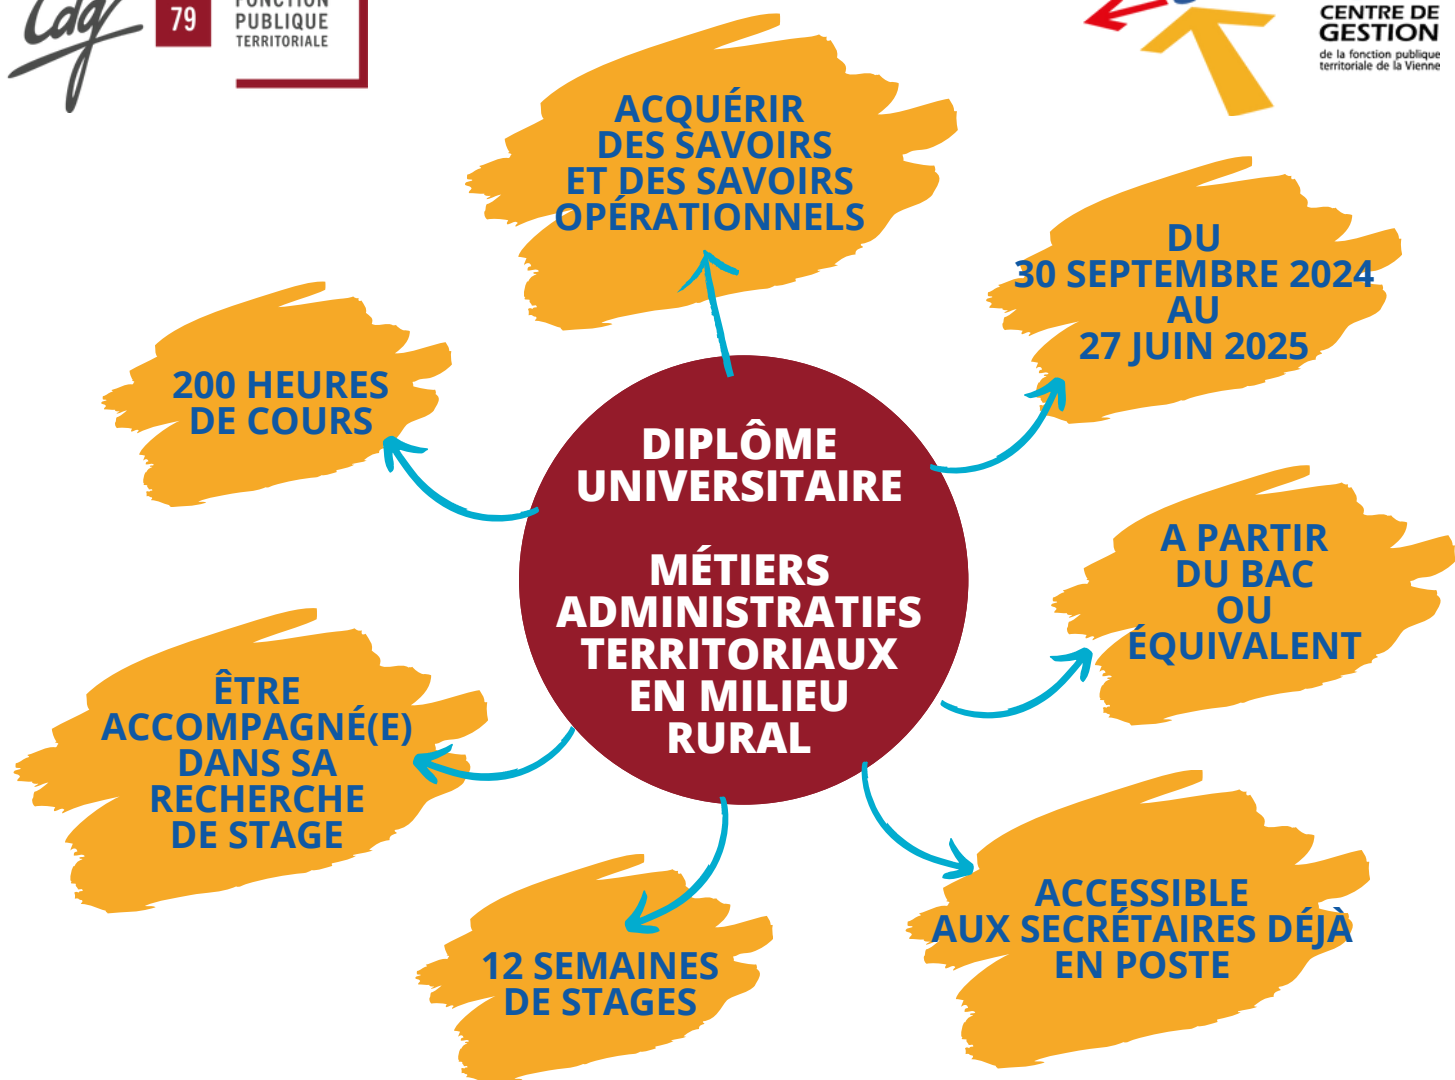 Cdg
79
FONCTION
PUBLIQUE
TERRITORIALE
CENTRE DE
GESTION
de la fonction publique
territoriale de la Vienne
ACQUÉRIR
DES SAVOIRS
ET DES SAVOIRS
OPÉRATIONNELS
DU
30 SEPTEMBRE 2024
AU
27 JUIN 2025
200 HEURES
DE COURS
DIPLÔME
UNIVERSITAIRE
MÉTIERS
ADMINISTRATIFS
TERRITORIAUX
EN MILIEU
RURAL
A PARTIR
DU BAC
OU
ÉQUIVALENT
ÊTRE
ACCOMPAGNÉ(E)
DANS SA
RECHERCHE
DE STAGE
12 SEMAINES
DE STAGES
ACCESSIBLE
AUX SECRÉTAIRES DÉJÀ
EN POSTE